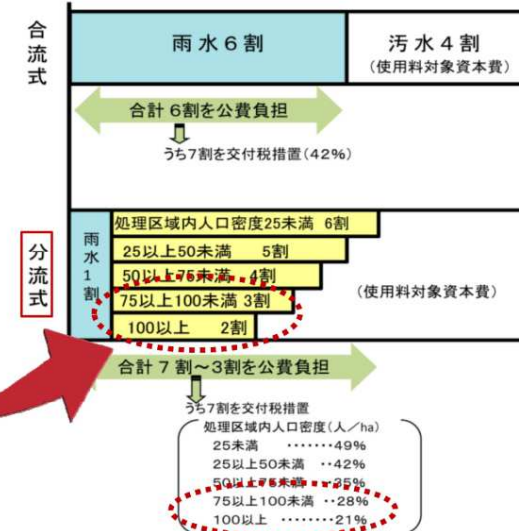 合流式
雨水6割
汚水4割
(使用料対象資本費)
合計 6割を公費負担
うち7割を交付税措置(42%)
分流式
雨水1割
処理区域内人口密度25未満 6割
25以上50未満 5割
50以上75未満 4割
75以上100未満 3割
100以上 2割
(使用料対象資本費)
合計 7 割~3割を公費負担
うち7割を交付税措置
処理区域内人口密度(人/ha)
25未満 ・・・・・・・49%
25以上50未満 ・・42%
50以上75未満 ・・35%
75以上100未満 ・・28%
100以上 ・・・・・・・・21%